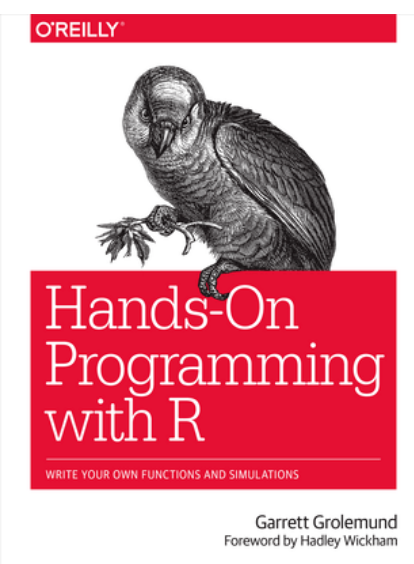 O'REILLY®
Hands-On
Programming
with R
WRITE YOUR OWN FUNCTIONS AND SIMULATIONS
Garrett Grolemund
Foreword by Hadley Wickham